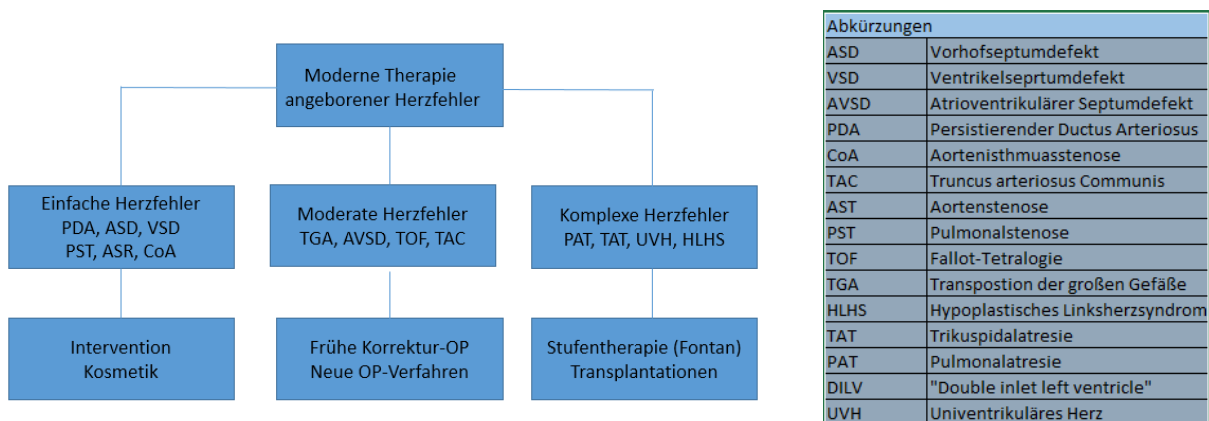 Moderne Therapie
angeborener Herzfehler
Einfache Herzfehler
PDA, ASD, VSD
PST, ASR, CoA
Moderate Herzfehler
TGA, AVSD, TOF, TAC
Komplexe Herzfehler
PAT, TAT, UVH, HLHS
Intervention
Kosmetik
Frühe Korrektur-OP
Neue OP-Verfahren
Stufentherapie (Fontan)
Transplantationen
Abkürzungen
ASD Vorhofseptumdefekt
VSD Ventrikelseprtumdefekt
AVSD Atrioventrikulärer Septumdefekt
PDA Persistierender Ductus Arteriosus
CoA Aortenisthmuasstenose
TAC Truncus arteriosus Communis
AST Aortenstenose
PST Pulmonalstenose
TOF Fallot-Tetralogie
TGA Transpostion der großen Gefäße
HLHS Hypoplastisches Linksherzsyndrom
TAT Trikuspidalatresie
PAT Pulmonalatresie
DILV "Double inlet left ventricle"
UVH Univentrikuläres Herz